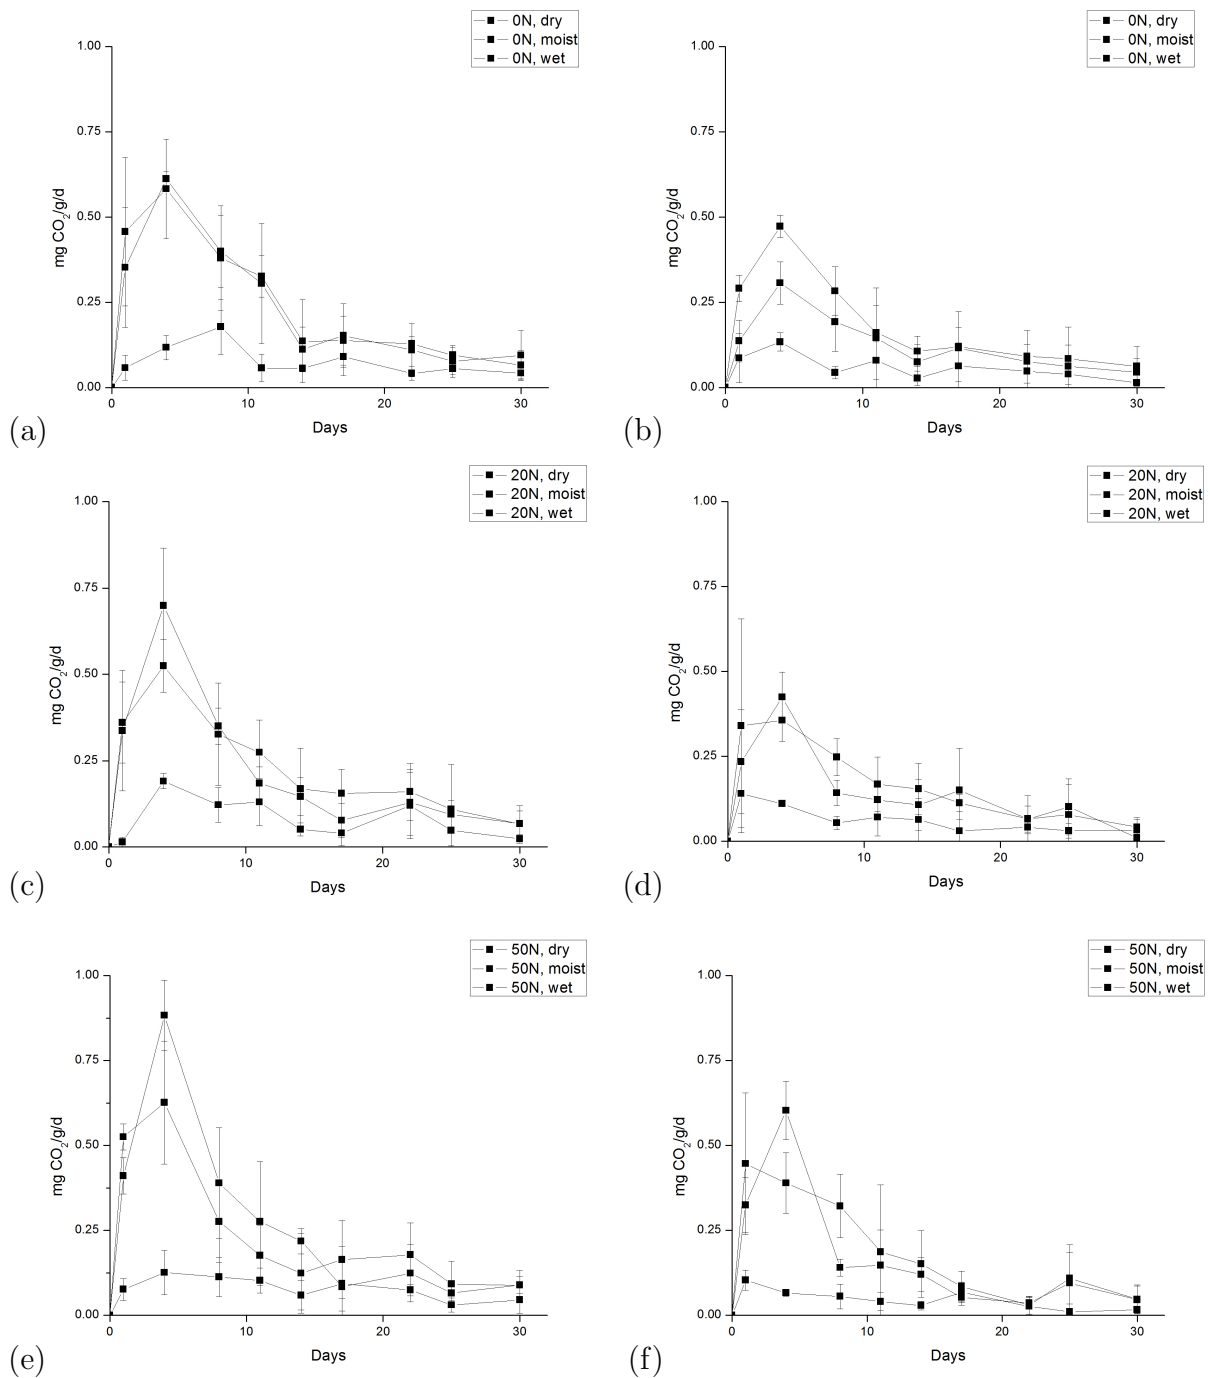 0N, dry
0N, moist
0N, wet
1.00
0.75
0.50
0.25
0.00
mg CO₂/g/d
0
10
20
30
Days
(a)
0N, dry
0N, moist
0N, wet
1.00
0.75
0.50
0.25
0.00
mg CO₂/g/d
0
10
20
30
Days
(b)
20N, dry
20N, moist
20N, wet
1.00
0.75
0.50
0.25
0.00
mg CO₂/g/d
0
10
20
30
Days
(c)
20N, dry
20N, moist
20N, wet
1.00
0.75
0.50
0.25
0.00
mg CO₂/g/d
0
10
20
30
Days
(d)
50N, dry
50N, moist
50N, wet
1.00
0.75
0.50
0.25
0.00
mg CO₂/g/d
0
10
20
30
Days
(e)
50N, dry
50N, moist
50N, wet
1.00
0.75
0.50
0.25
0.00
mg CO₂/g/d
0
10
20
30
Days
(f)